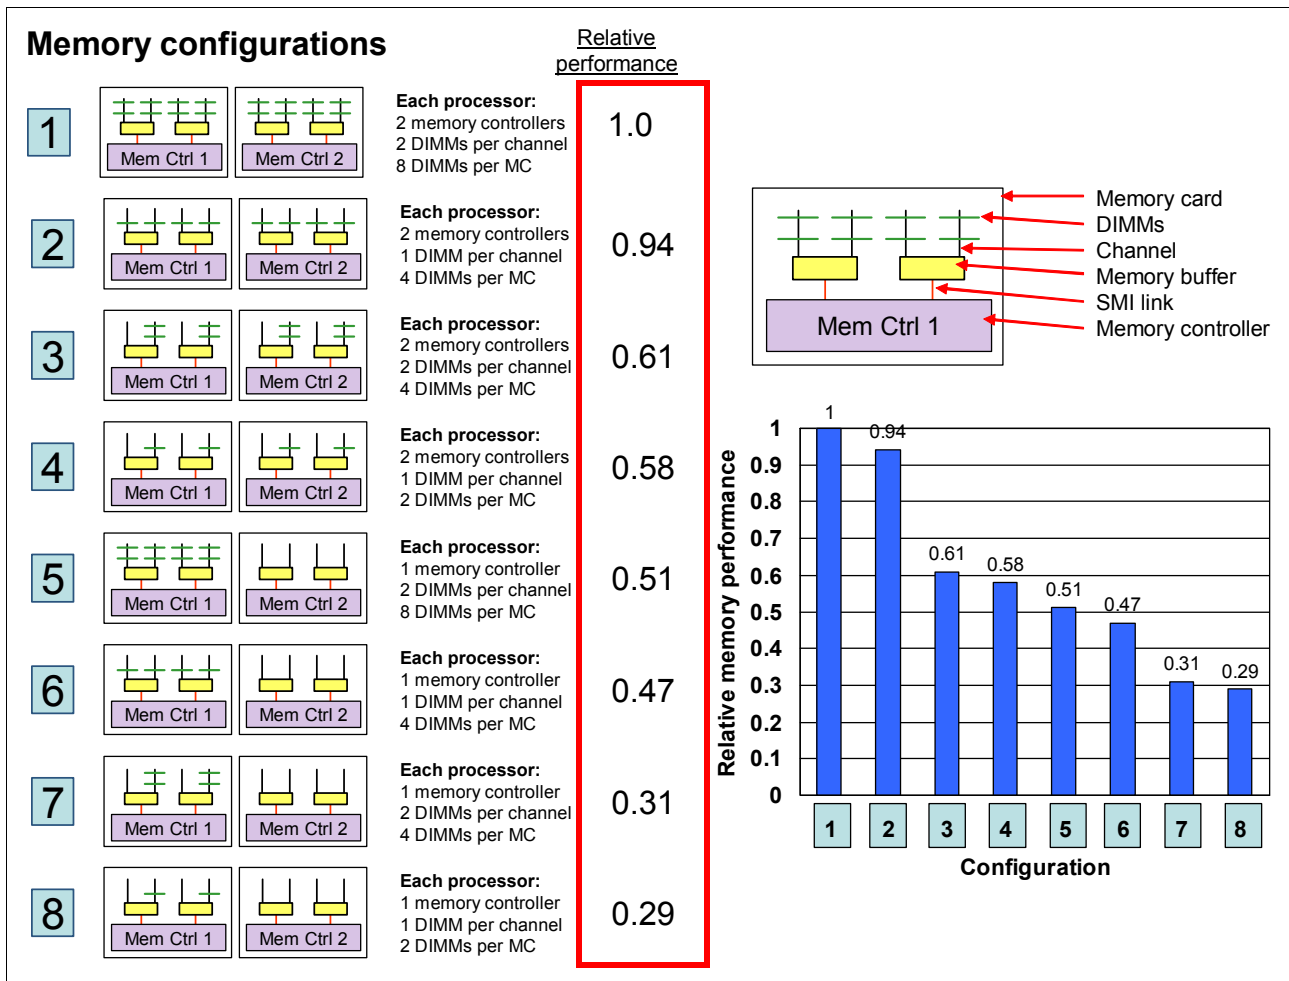 Memory configurations
Relative
performance
1
Mem Ctrl 1
Mem Ctrl 2
Each processor:
2 memory controllers
2 DIMMs per channel
8 DIMMs per MC
1.0
2
Mem Ctrl 1
Mem Ctrl 2
Each processor:
2 memory controllers
1 DIMM per channel
4 DIMMs per MC
0.94
3
Mem Ctrl 1
Mem Ctrl 2
Each processor:
2 memory controllers
2 DIMMs per channel
4 DIMMs per MC
0.61
4
Mem Ctrl 1
Mem Ctrl 2
Each processor:
2 memory controllers
1 DIMM per channel
2 DIMMs per MC
0.58
5
Mem Ctrl 1
Mem Ctrl 2
Each processor:
1 memory controller
2 DIMMs per channel
8 DIMMs per MC
0.51
6
Mem Ctrl 1
Mem Ctrl 2
Each processor:
1 memory controller
1 DIMM per channel
4 DIMMs per MC
0.47
7
Mem Ctrl 1
Mem Ctrl 2
Each processor:
1 memory controller
2 DIMMs per channel
4 DIMMs per MC
0.31
8
Mem Ctrl 1
Mem Ctrl 2
Each processor:
1 memory controller
1 DIMM per channel
2 DIMMs per MC
0.29
Mem Ctrl 1
Memory card
DIMMs
Channel
Memory buffer
SMI link
Memory controller
Relative memory performance
1
0.9
0.8
0.7
0.6
0.5
0.4
0.3
0.2
0.1
0
1
0.94
0.61
0.58
0.51
0.47
0.31
0.29
1 2 3 4 5 6 7 8
Configuration